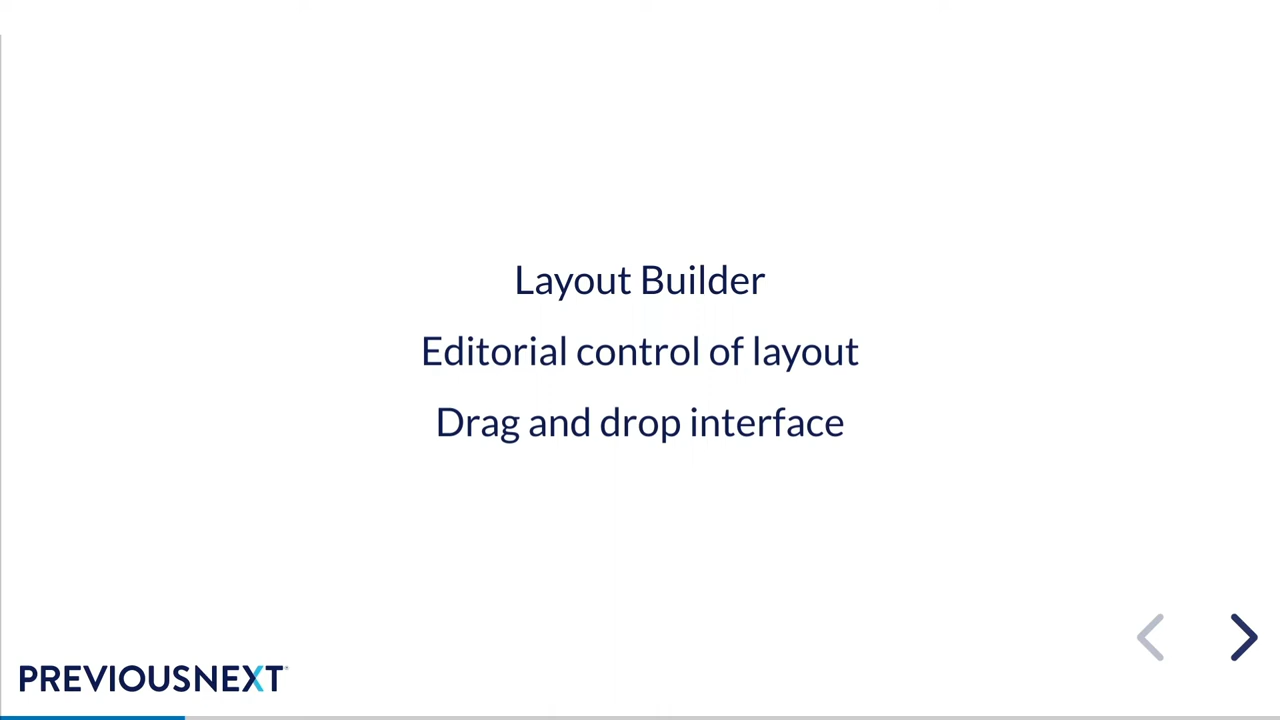 Layout Builder
Editorial control of layout
Drag and drop interface
PREVIOUSNEXT